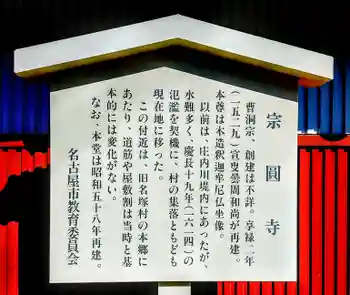 宗圓寺
曹洞宗、創建は不詳。享禄二年
(一五二九)宣叟曇周和尚が再建。
本尊は木造釈迦牟尼仏坐像。
以前は、庄内川堤内にあったが、
水難多く、慶長十九年(一六一四)の
氾濫を契機に、村の集落ともども
現在地に移った。
この付近は、旧名塚村の本郷に
あたり、道筋や屋敷割は当時と基
本的には変化がない。
なお、本堂は昭和五十八年再建。
名古屋市教育委員会